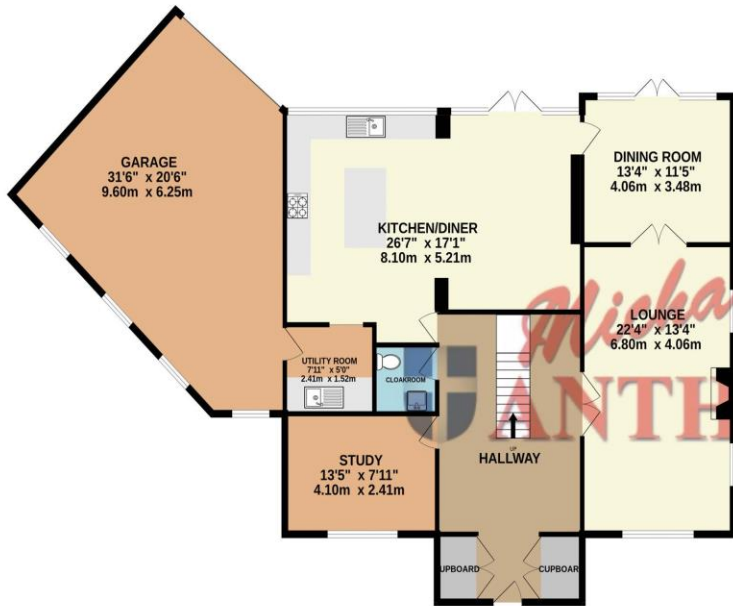 GARAGE
31'6" x 20'6"
9.60m x 6.25m
DINING ROOM
13'4" x 11'5"
4.06m x 3.48m
KITCHEN/DINER
26'7" x 17'1"
8.10m x 5.21m
LOUNGE
22'4" x 13'4"
6.80m x 4.06m
Micha
ANTH
UTILITY ROOM
7'11" x 5'0"
2.41m x 1.52m
CLOAKROOM
UP
HALLWAY
STUDY
13'5" x 7'11"
4.10m x 2.41m
UPBOARD
CUPBOAR